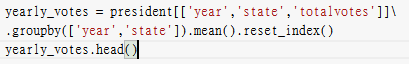 yearly_votes = president[['year','state','totalvotes']]\
.groupby(['year','state']).mean().reset_index()
yearly_votes.head()